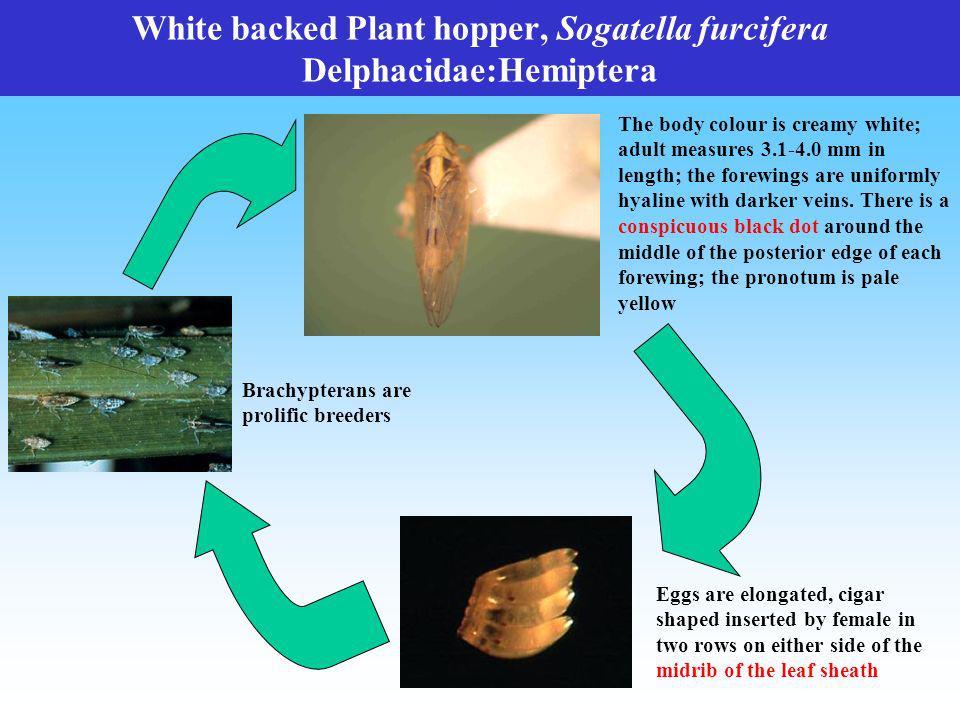 White backed Plant hopper, Sogatella furcifera
Delphacidae:Hemiptera
The body colour is creamy white;
adult measures 3.1-4.0 mm in
length; the forewings are uniformly
hyaline with darker veins. There is a
conspicuous black dot around the
middle of the posterior edge of each
forewing; the pronotum is pale
yellow
Brachypterans are
prolific breeders
Eggs are elongated, cigar
shaped inserted by female in
two rows on either side of the
midrib of the leaf sheath